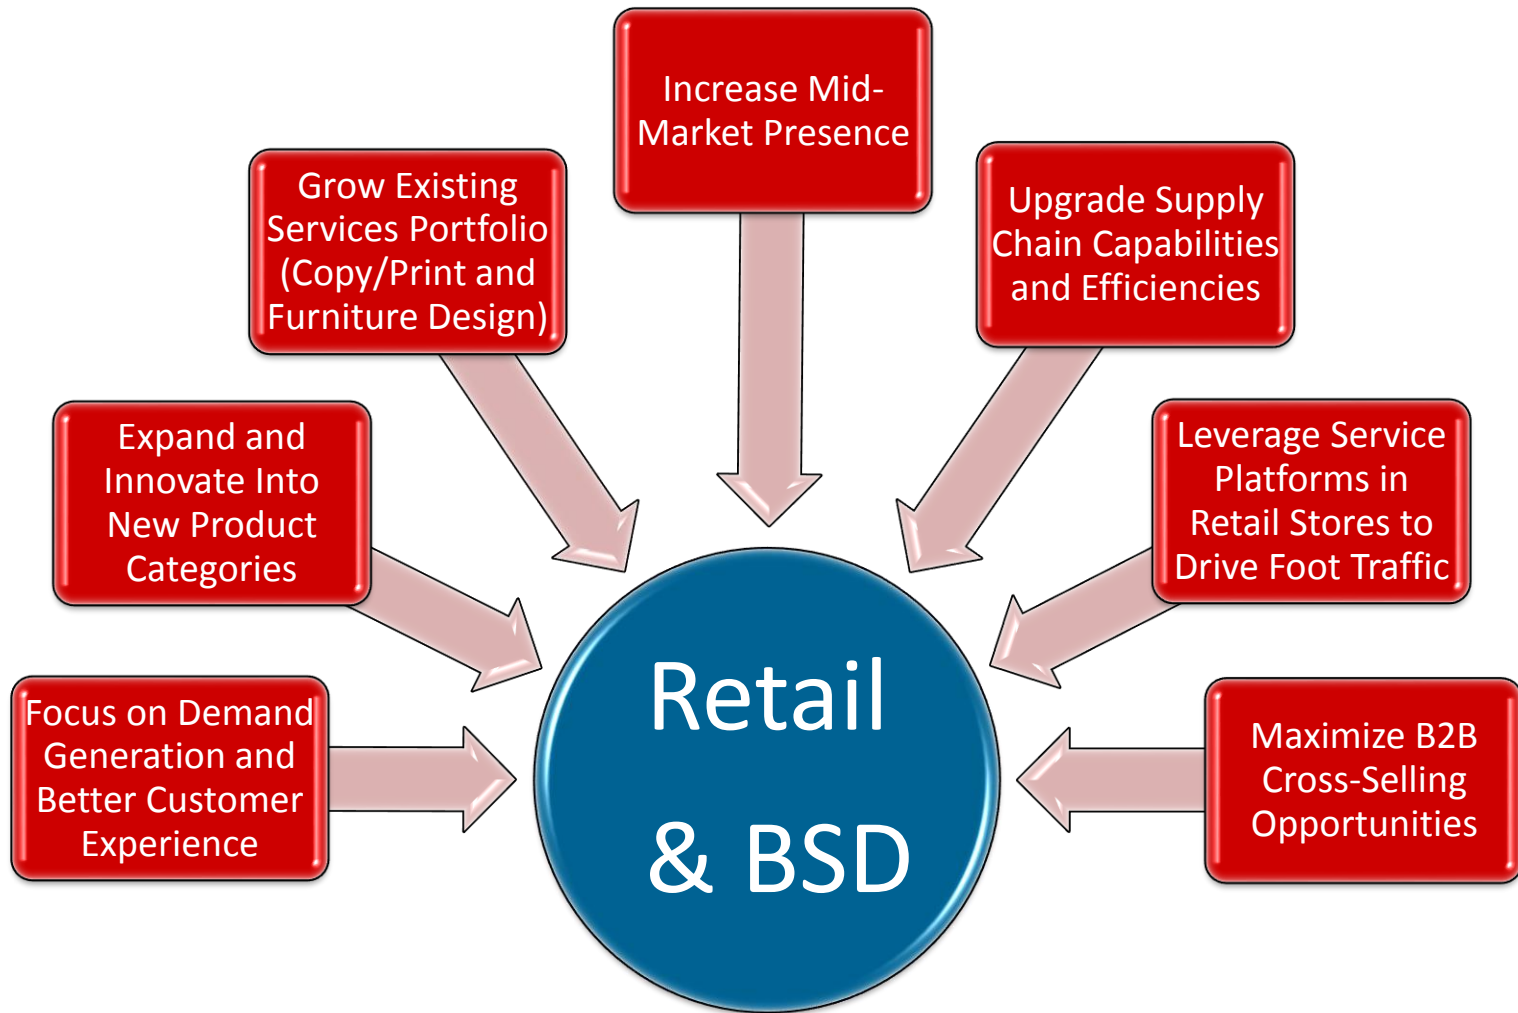 Increase Mid-
Market Presence
Grow Existing
Services Portfolio
(Copy/Print and
Furniture Design)
Upgrade Supply
Chain Capabilities
and Efficiencies
Expand and
Innovate Into
New Product
Categories
Leverage Service
Platforms in
Retail Stores to
Drive Foot Traffic
Focus on Demand
Generation and
Better Customer
Experience
Retail
& BSD
Maximize B2B
Cross-Selling
Opportunities